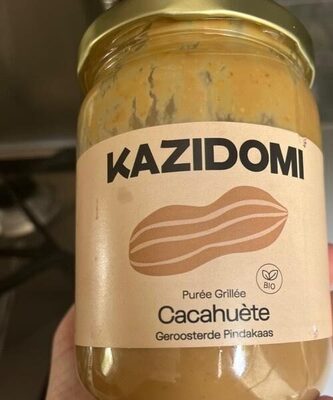 KAZIDOMI
BIO
Purée Grillée
Cacahuète
Geroosterde Pindakaas